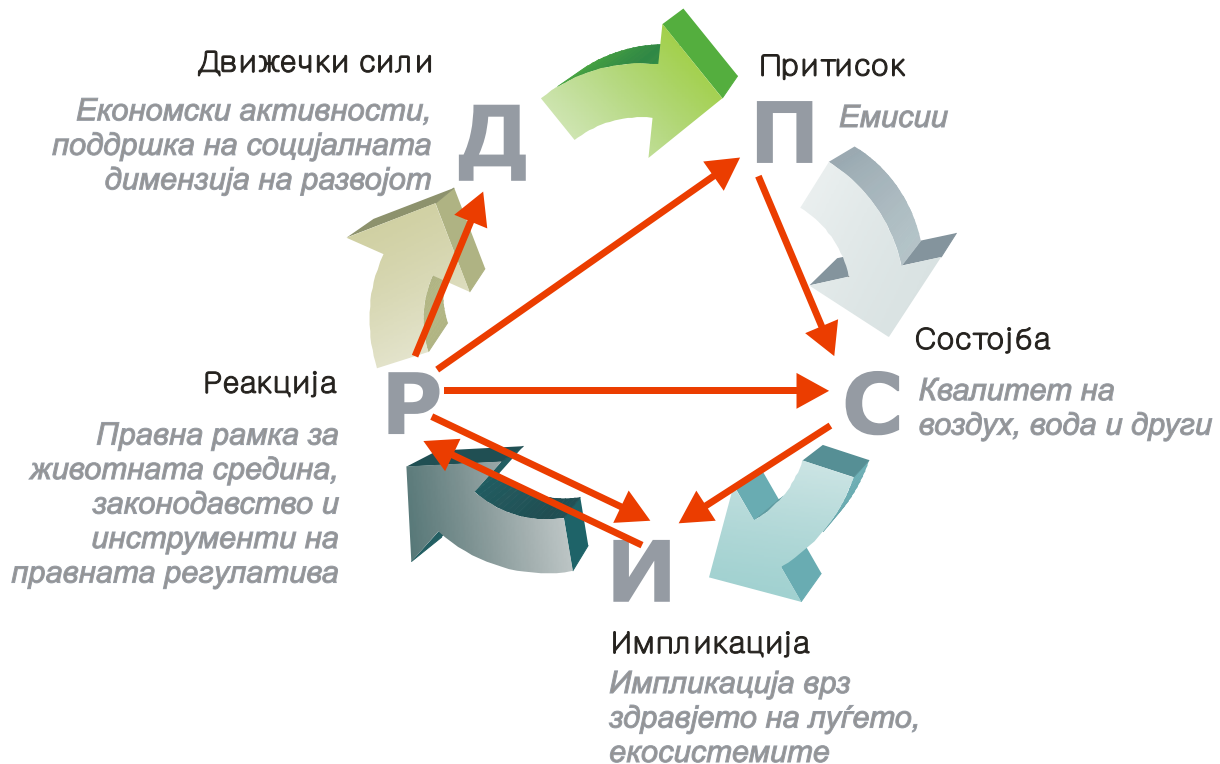 Движечки сили
Економски активности,
поддршка на социјалната
димензија на развојот
Д
Притисок
П
Емисии
Состојба
С
Квалитет на
воздух, вода и други
Реакција
Р
Правна рамка за
животната средина,
законодавство и
инструменти на
правната регулатива
И
Импликација
Импликација врз
здравјето на луѓето,
екосистемите